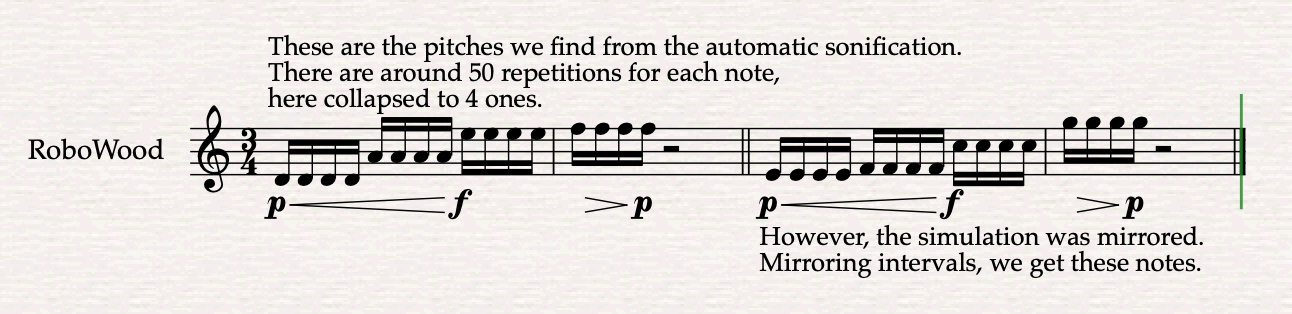 These are the pitches we find from the automatic sonification.
There are around 50 repetitions for each note,
here collapsed to 4 ones.
RoboWood
3
4
p f p p f p
However, the simulation was mirrored.
Mirroring intervals, we get these notes.